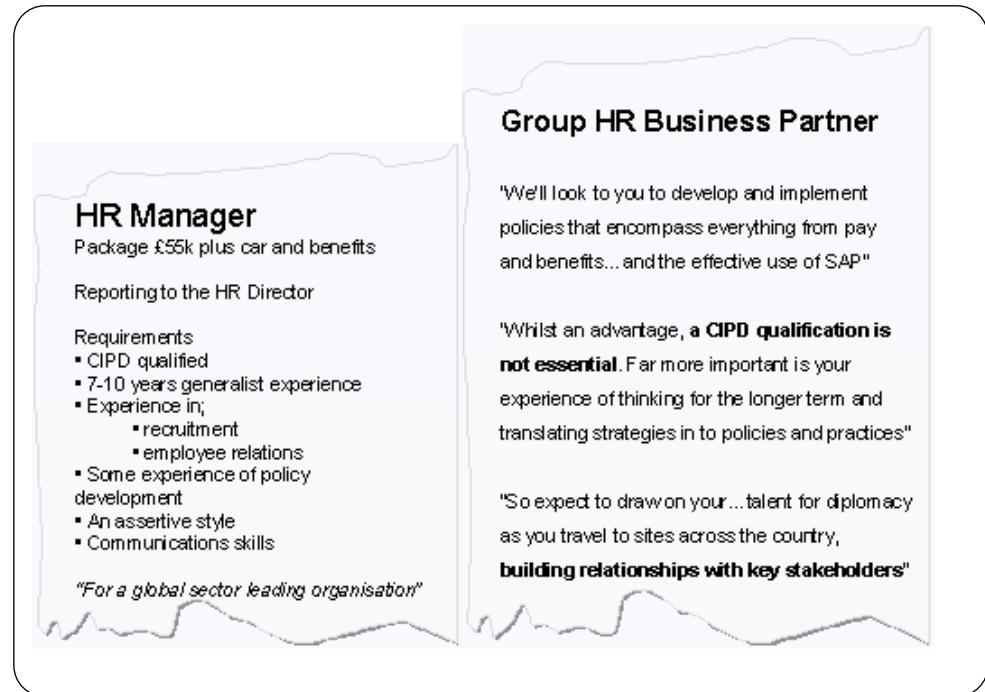 HR Manager
Package £55k plus car and benefits
Reporting to the HR Director
Requirements
▪ CIPD qualified
▪ 7-10 years generalist experience
▪ Experience in;
▪ recruitment
▪ employee relations
▪ Some experience of policy
development
▪ An assertive style
▪ Communications skills
"For a global sector leading organisation"
Group HR Business Partner
"We'll look to you to develop and implement
policies that encompass everything from pay
and benefits...and the effective use of SAP"
"Whilst an advantage, a CIPD qualification is
not essential. Far more important is your
experience of thinking for the longer term and
translating strategies in to policies and practices"
"So expect to draw on your...talent for diplomacy
as you travel to sites across the country,
building relationships with key stakeholders"